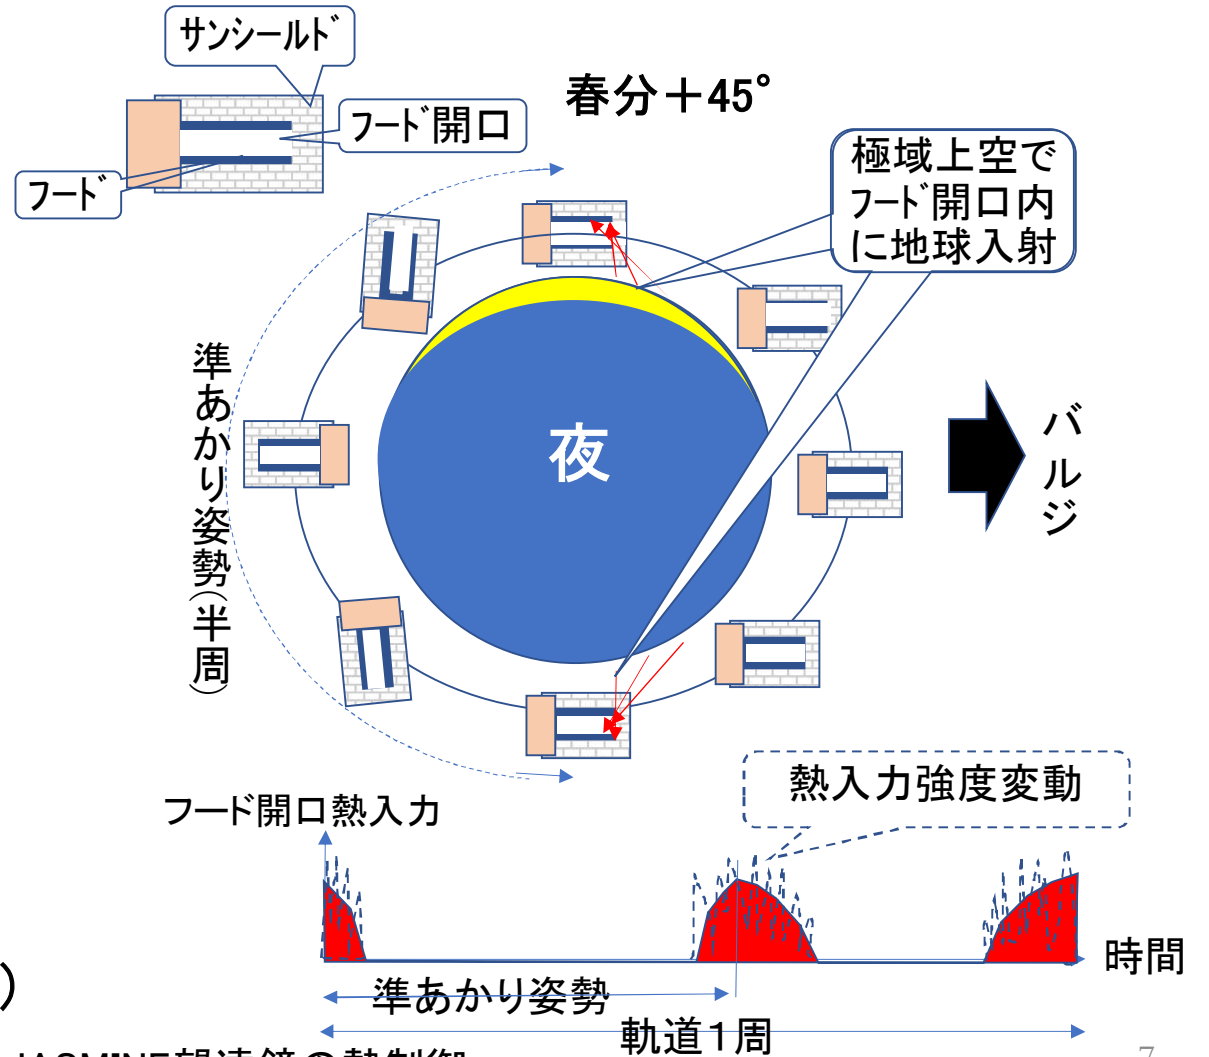 サンシールド
春分＋45°
フード開口
フード
極域上空で
フード開口内
に地球入射
準あかり姿勢(半周)
夜
バルジ
熱入力強度変動
フード開口熱入力
時間
)
準あかり姿勢
軌道１周
7